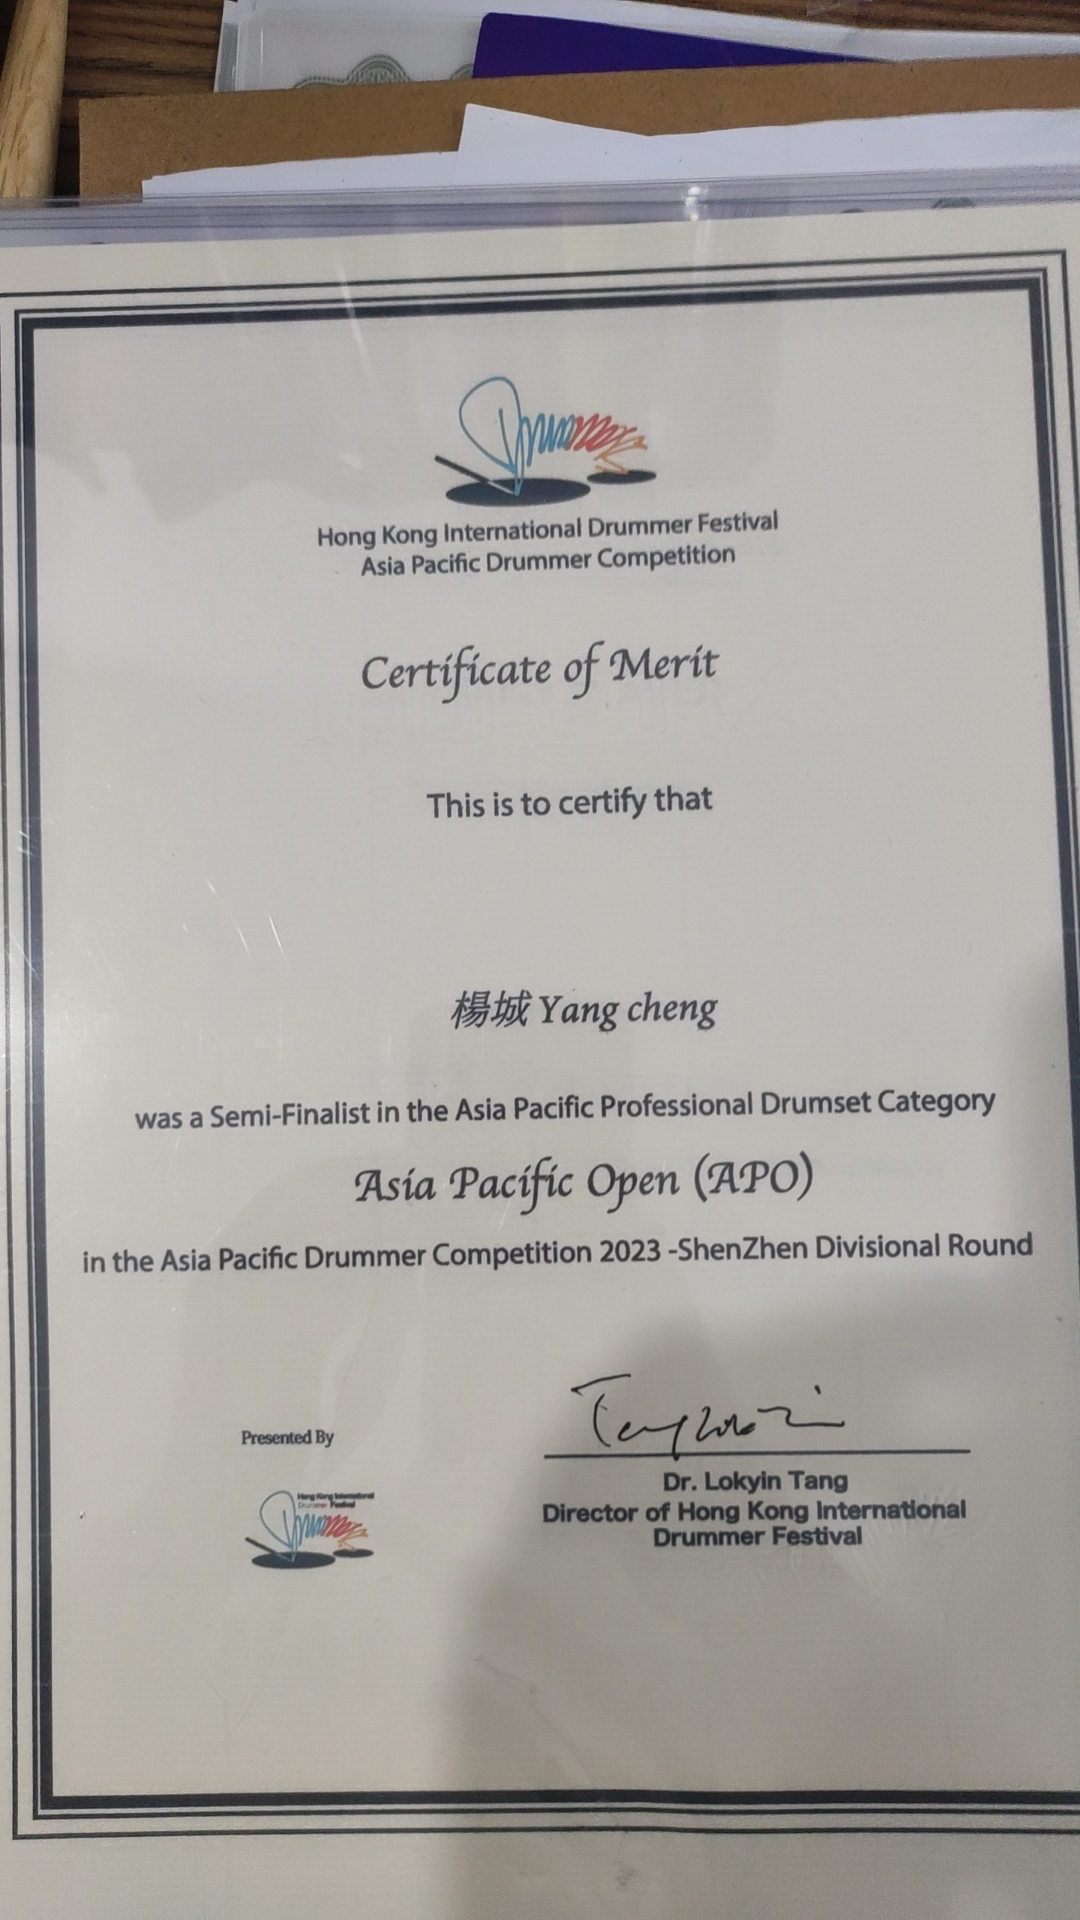 Drummer
Hong Kong International Drummer Festival
Asia Pacific Drummer Competition
Certificate of Merit
This is to certify that
楊城 Yang cheng
was a Semi-Finalist in the Asia Pacific Professional Drumset Category
Asia Pacific Open (APO)
in the Asia Pacific Drummer Competition 2023 -ShenZhen Divisional Round
Presented By
Hong Kong International
Drummer Festival
Drummer
Dr. Lokyin Tang
Director of Hong Kong International
Drummer Festival